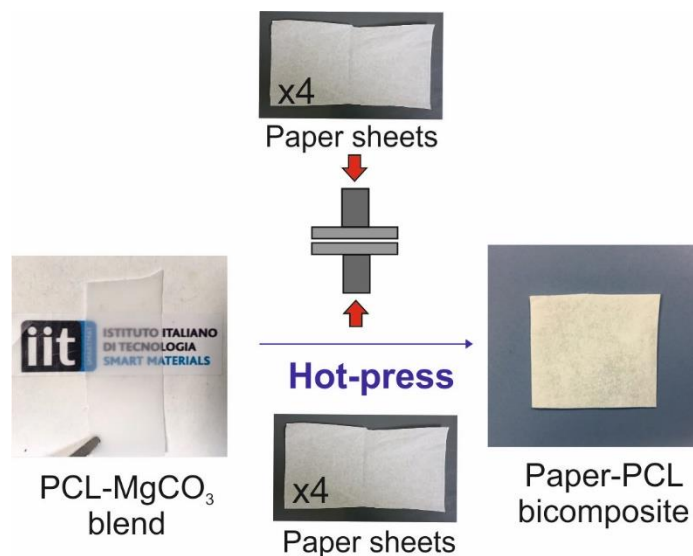 x4
Paper sheets
iit
ISTITUTO ITALIANO
DI TECNOLOGIA
SMART MATERIALS
Hot-press
PCL-MgCO₃
blend
x4
Paper sheets
Paper-PCL
bicomposite